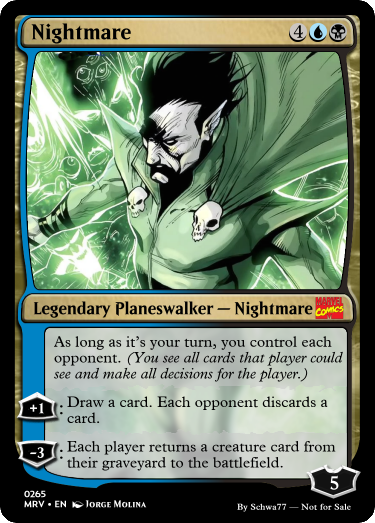 Nightmare 4
Legendary Planeswalker — Nightmare MARVEL COMICS
As long as it's your turn, you control each
opponent. (You see all cards that player could
see and make all decisions for the player.)
+1: Draw a card. Each opponent discards a
card.
-3: Each player returns a creature card from
their graveyard to the battlefield.
5
0265
MRV • EN Jorge Molina
By Schwa77 — Not for Sale